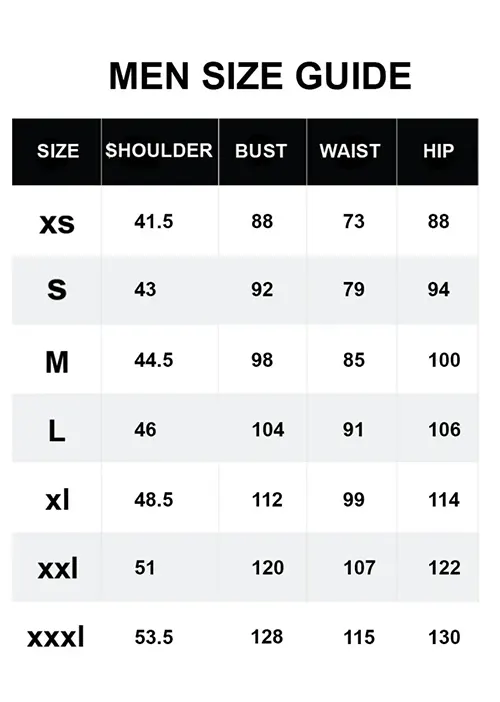 MEN SIZE GUIDE
SIZE SHOULDER BUST WAIST HIP
xs 41.5 88 73 88
S 43 92 79 94
M 44.5 98 85 100
L 46 104 91 106
xl 48.5 112 99 114
xxl 51 120 107 122
xxxl 53.5 128 115 130